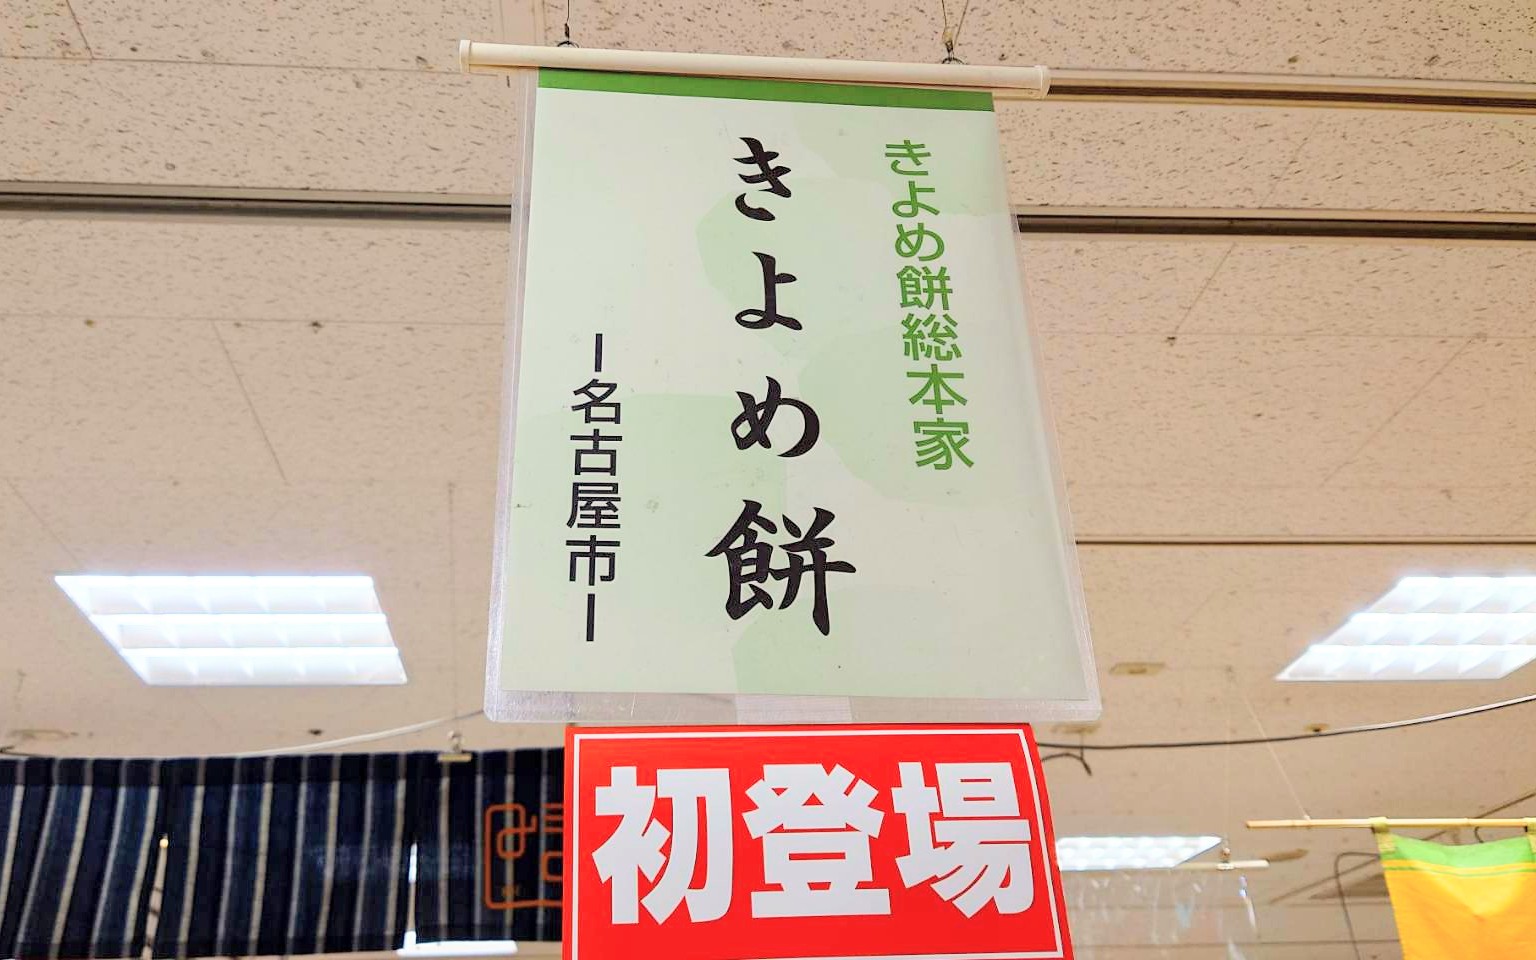 きよめ餅総本家
きよめ餅
ー名古屋市ー
初登場